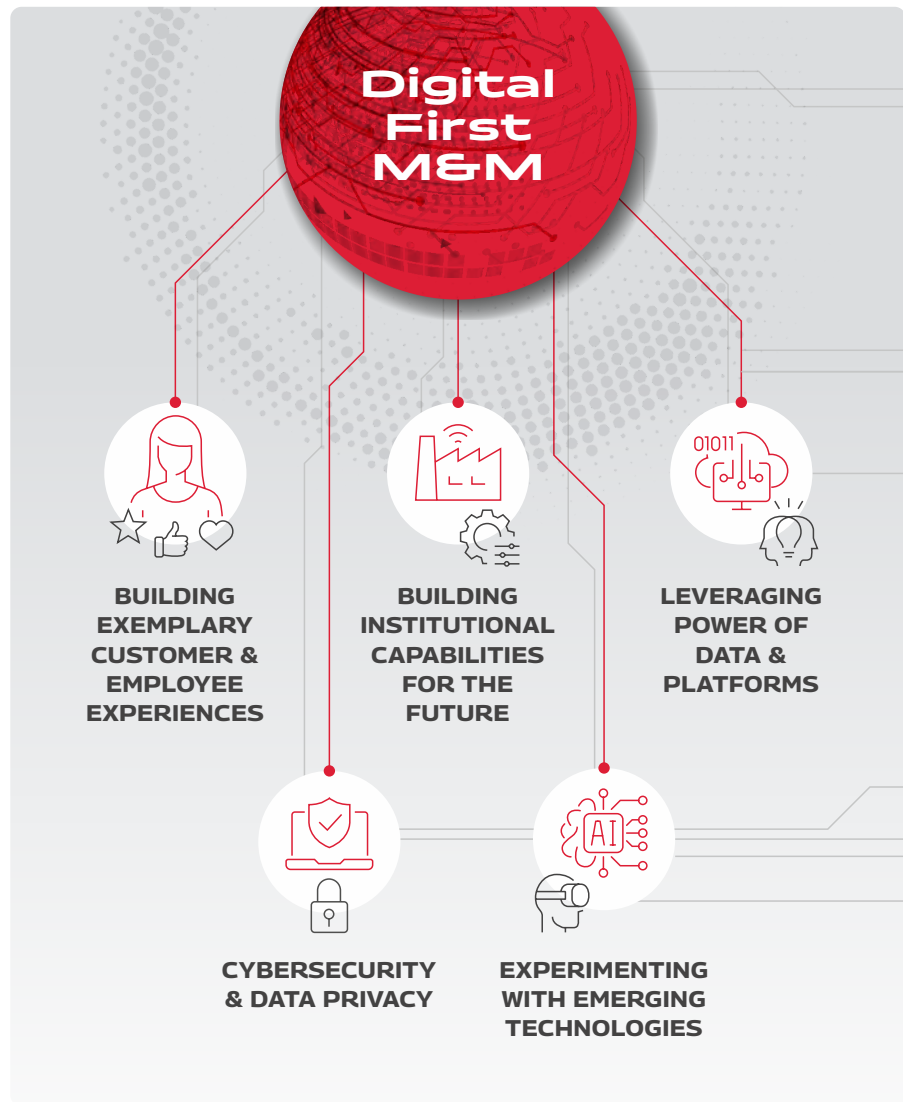 Digital
First
M&M
01011
BUILDING
EXEMPLARY
CUSTOMER &
EMPLOYEE
EXPERIENCES
BUILDING
INSTITUTIONAL
CAPABILITIES
FOR THE
FUTURE
LEVERAGING
POWER OF
DATA &
PLATFORMS
AI
CYBERSECURITY
& DATA PRIVACY
EXPERIMENTING
WITH EMERGING
TECHNOLOGIES